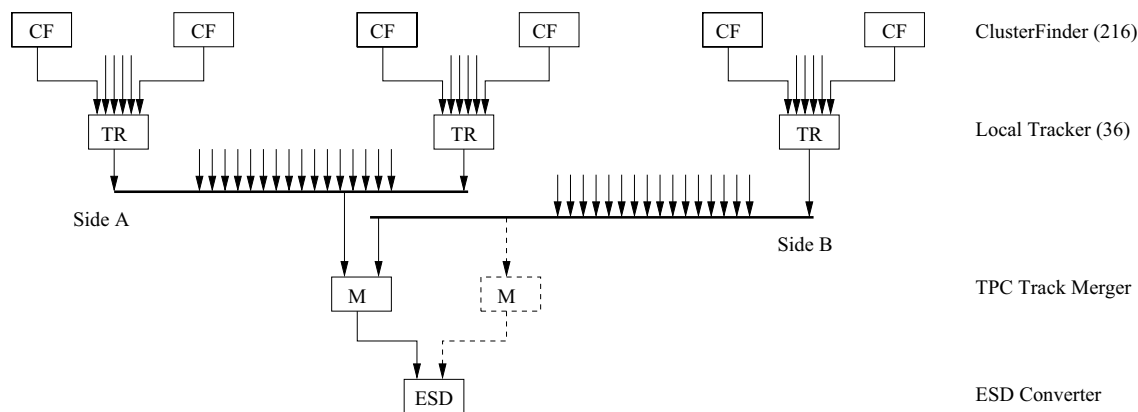 CF CF CF CF CF CF ClusterFinder (216)
TR TR TR Local Tracker (36)
Side A
Side B
M M TPC Track Merger
ESD ESD Converter